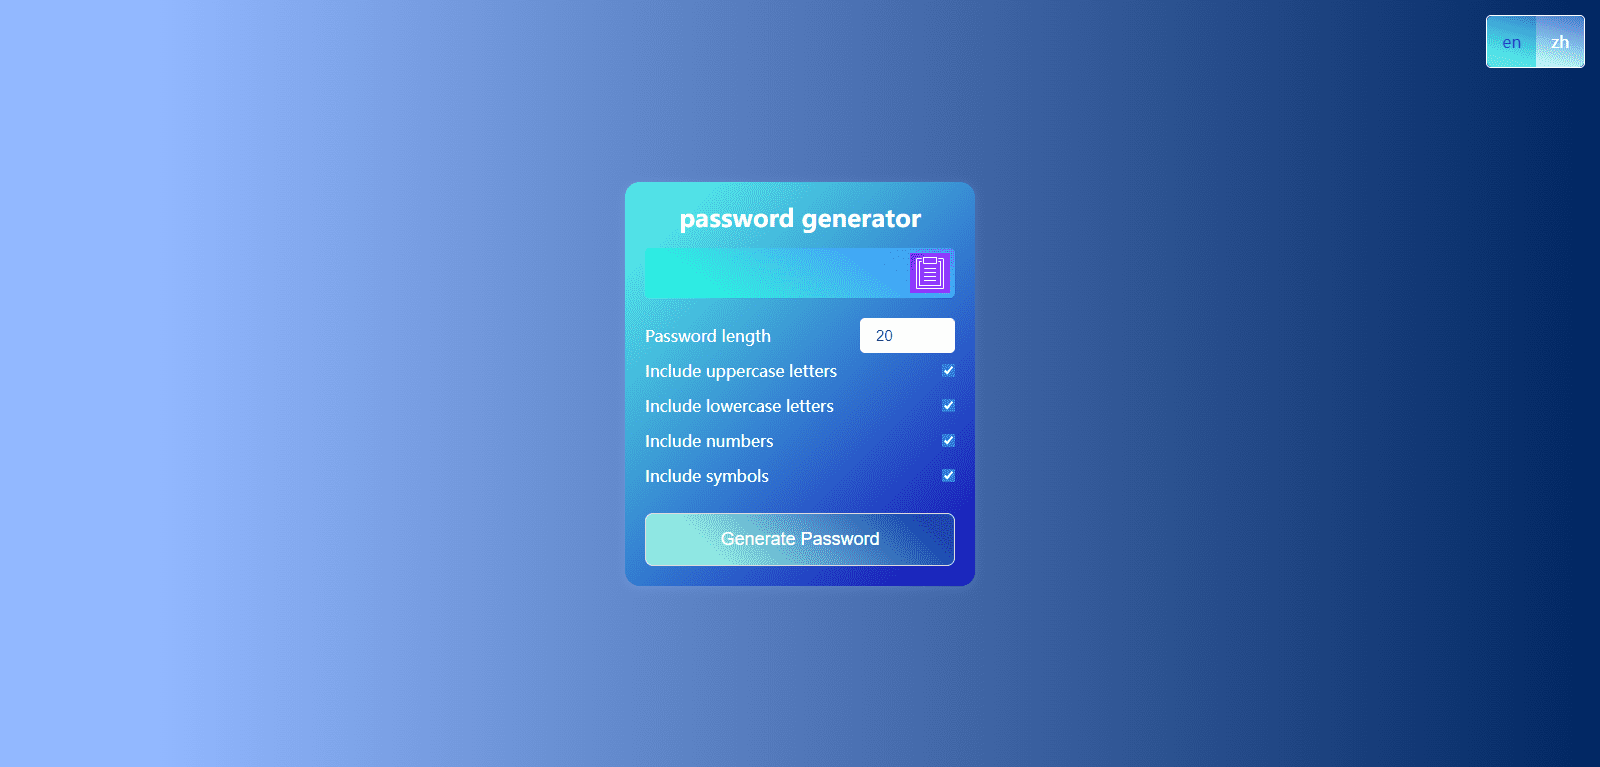 en zh
password generator
Password length 20
Include uppercase letters
Include lowercase letters
Include numbers
Include symbols
Generate Password